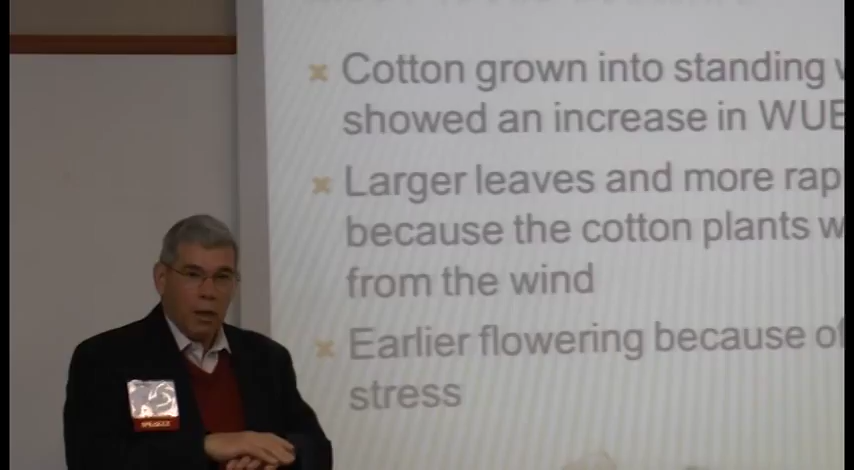 Cotton grown into standing
showed an increase in WUE
Larger leaves and more rap
because the cotton plants w
from the wind
Earlier flowering because of
stress
SPEAKER